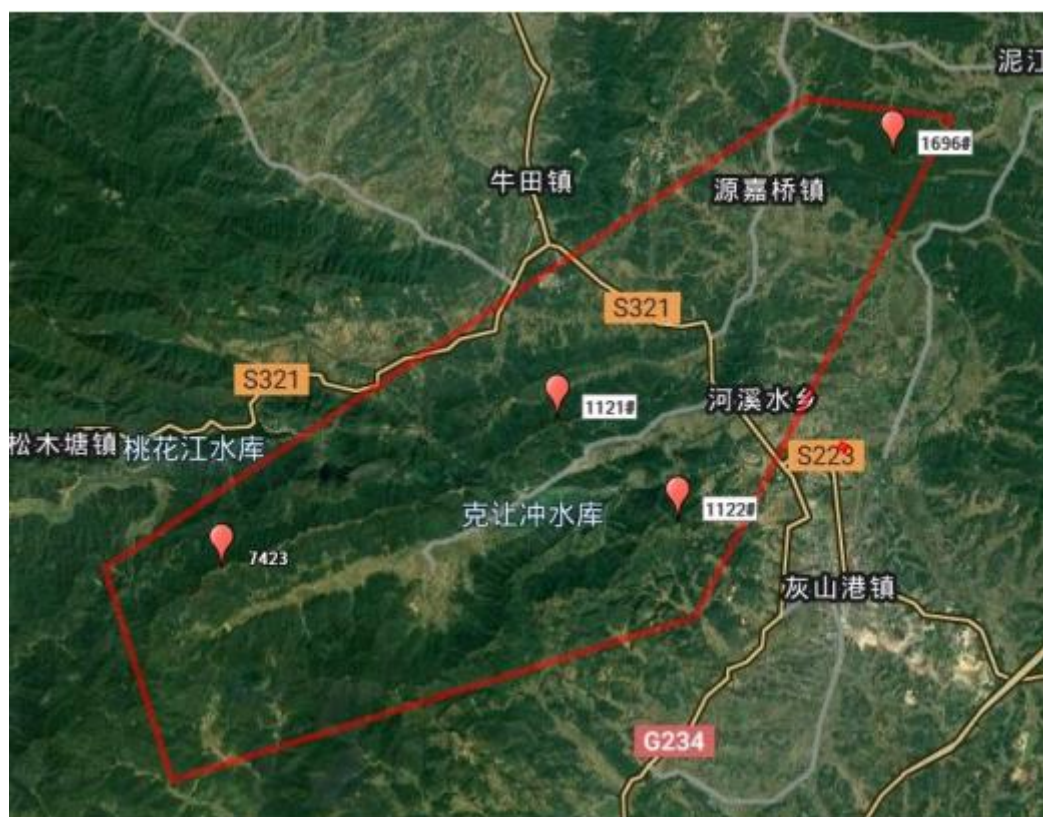 泥江
1696#
牛田镇
源嘉桥镇
S321
S321
1121#
河溪水乡
松木塘镇
桃花江水库
S223
克让冲水库
1122#
7423
灰山港镇
G234